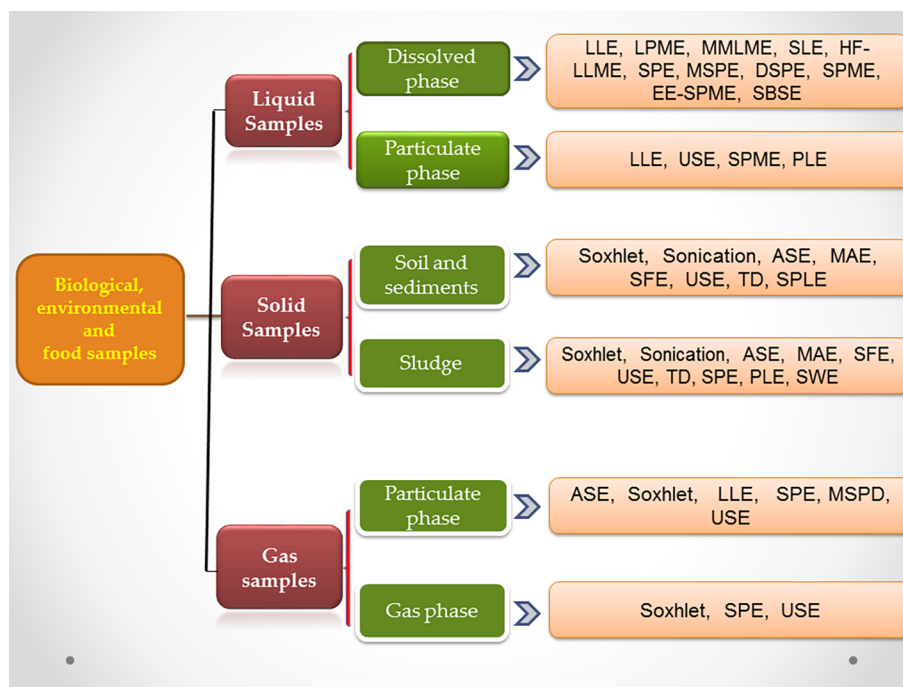 Biological,
environmental
and
food samples
Liquid
Samples
Dissolved
phase
LLE, LPME, MMLME, SLE, HF-
LLME, SPE, MSPE, DSPE, SPME,
EE-SPME, SBSE
Particulate
phase
LLE, USE, SPME, PLE
Solid
Samples
Soil and
sediments
Soxhlet, Sonication, ASE, MAE,
SFE, USE, TD, SPLE
Sludge
Soxhlet, Sonication, ASE, MAE, SFE,
USE, TD, SPE, PLE, SWE
Gas
samples
Particulate
phase
ASE, Soxhlet, LLE, SPE, MSPD,
USE
Gas phase
Soxhlet, SPE, USE